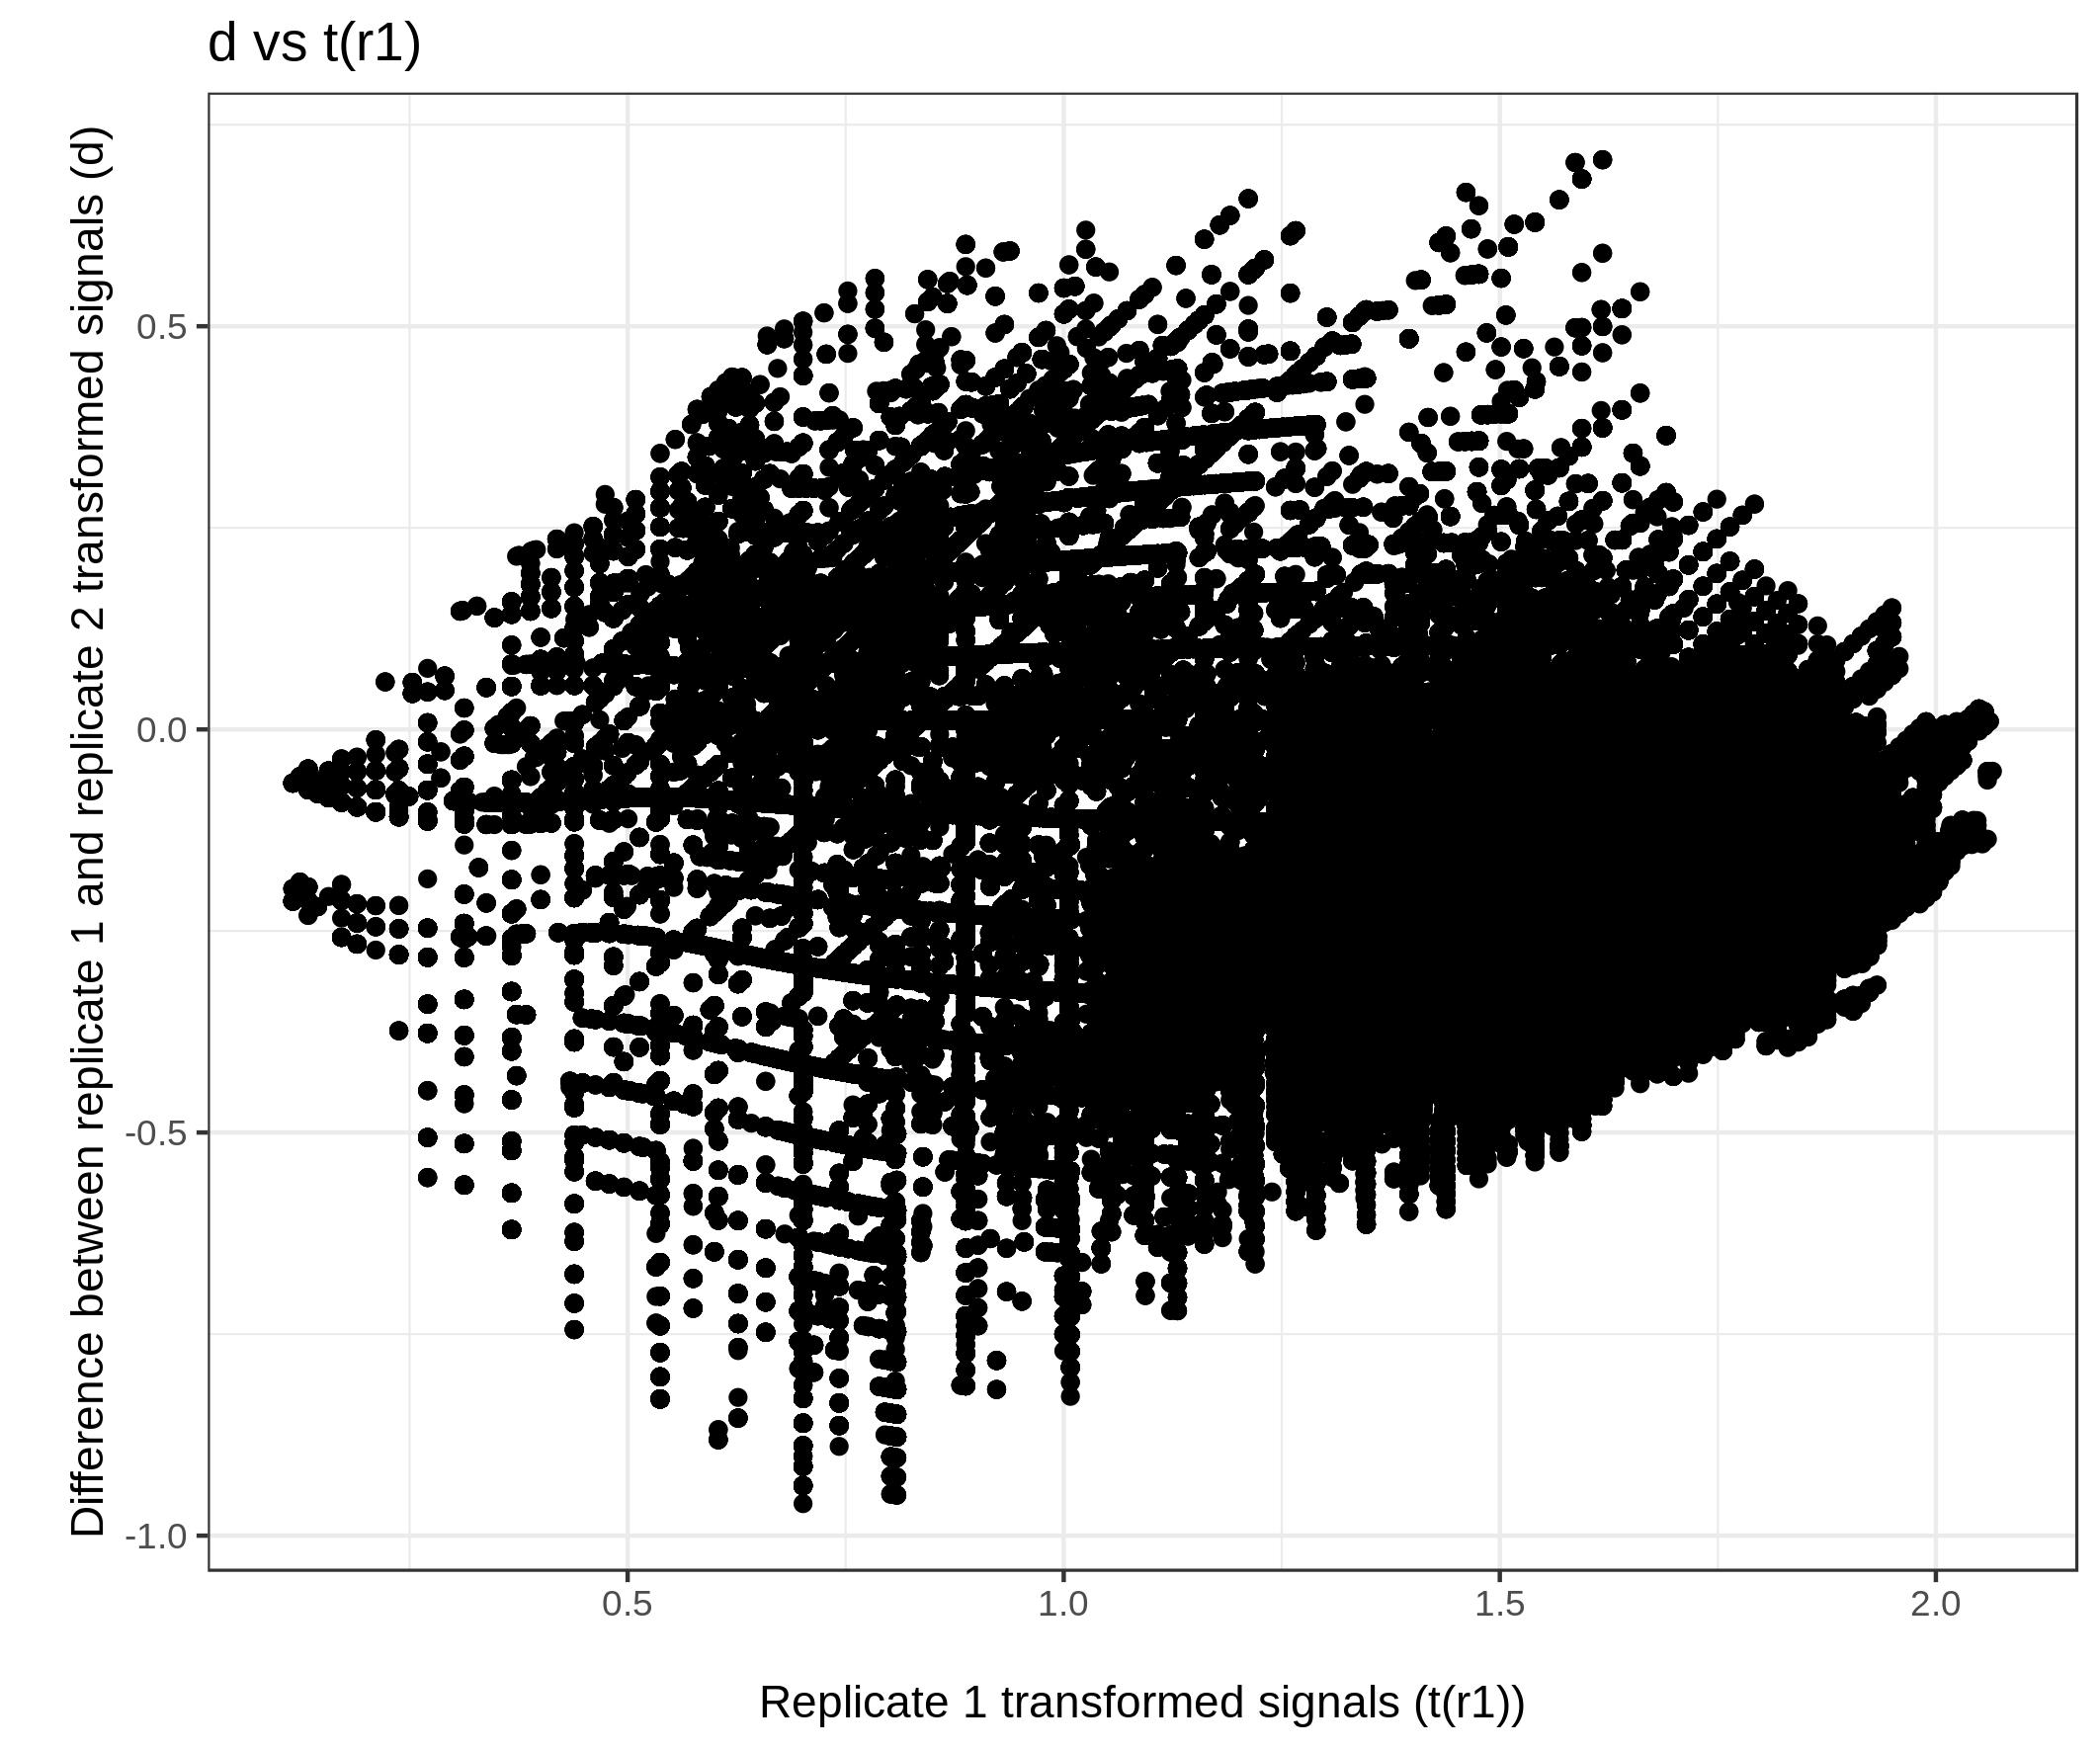 d vs t(r1)
Difference between replicate 1 and replicate 2 transformed signals (d)
0.5
0.0
-0.5
-1.0
0.5 1.0 1.5 2.0
Replicate 1 transformed signals (t(r1))